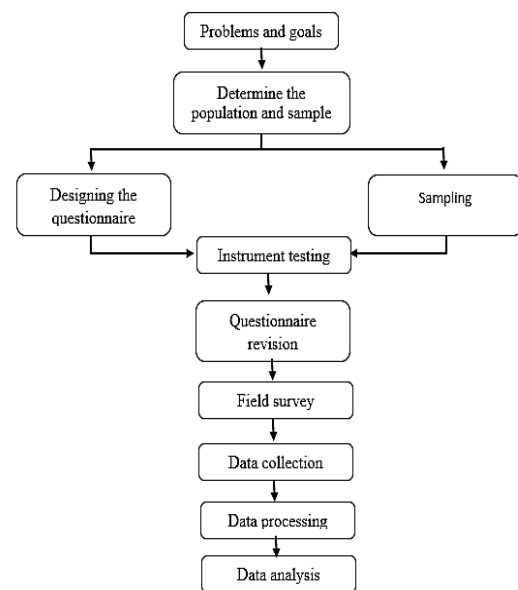 Problems and goals
Determine the
population and sample
Designing the
questionnaire
Sampling
Instrument testing
Questionnaire
revision
Field survey
Data collection
Data processing
Data analysis